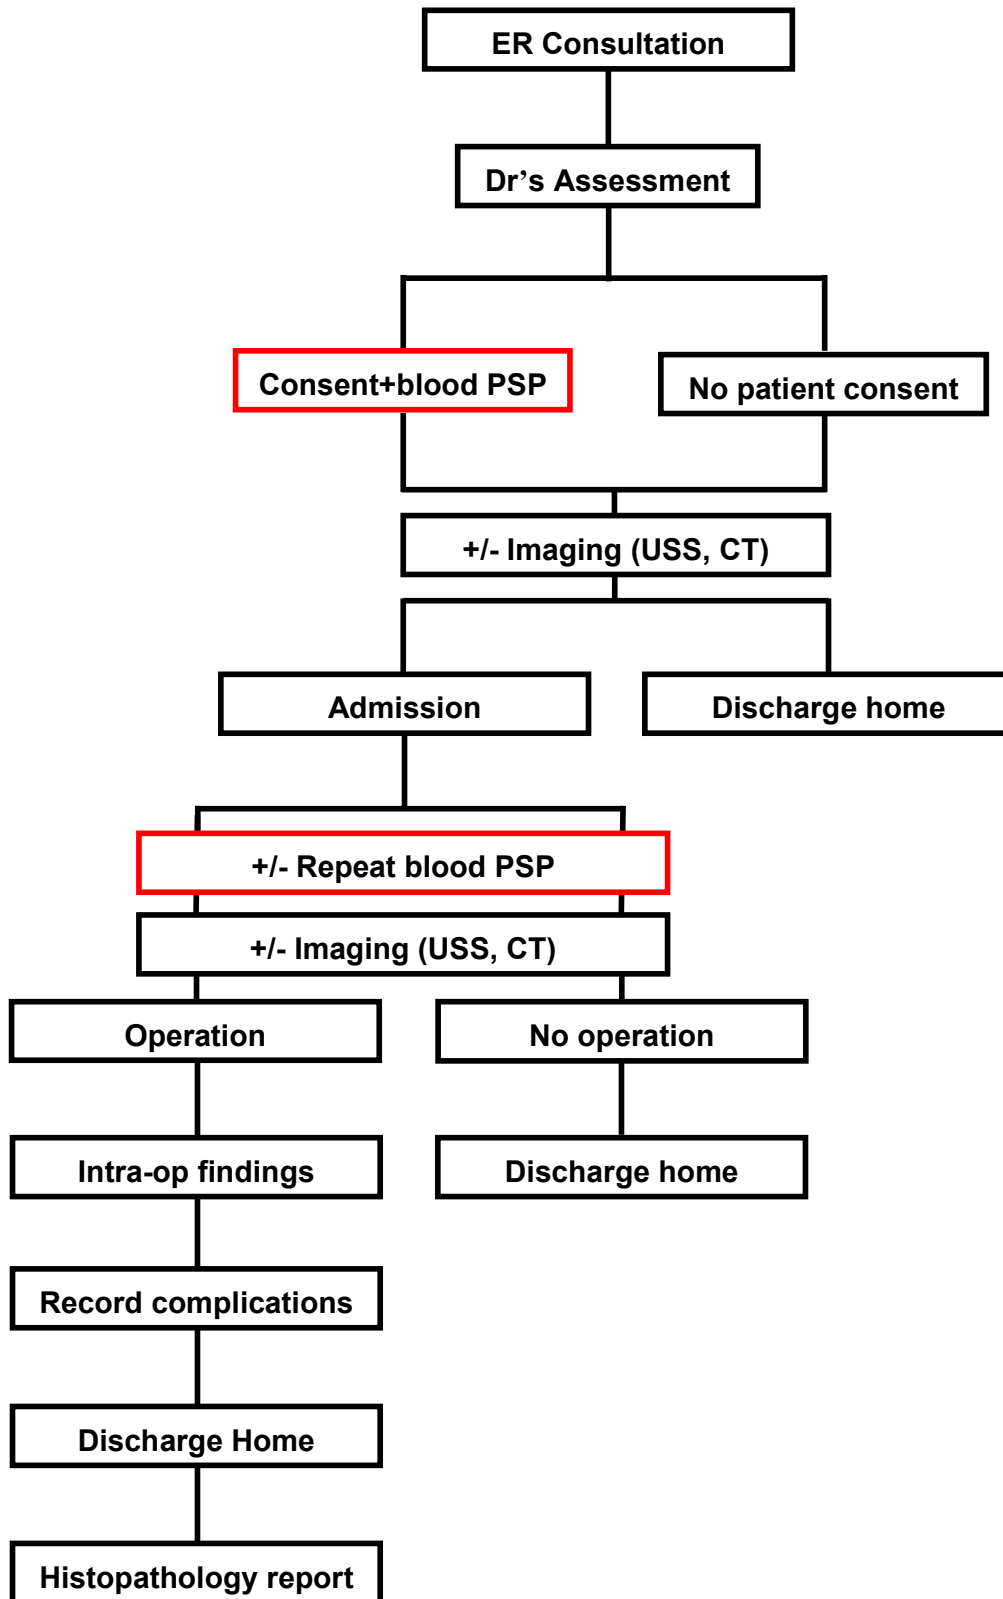 ER Consultation
Dr’s Assessment
Consent+blood PSP
No patient consent
+/- Imaging (USS, CT)
Admission
Discharge home
+/- Repeat blood PSP
+/- Imaging (USS, CT)
Operation
No operation
Intra-op findings
Discharge home
Record complications
Discharge Home
Histopathology report